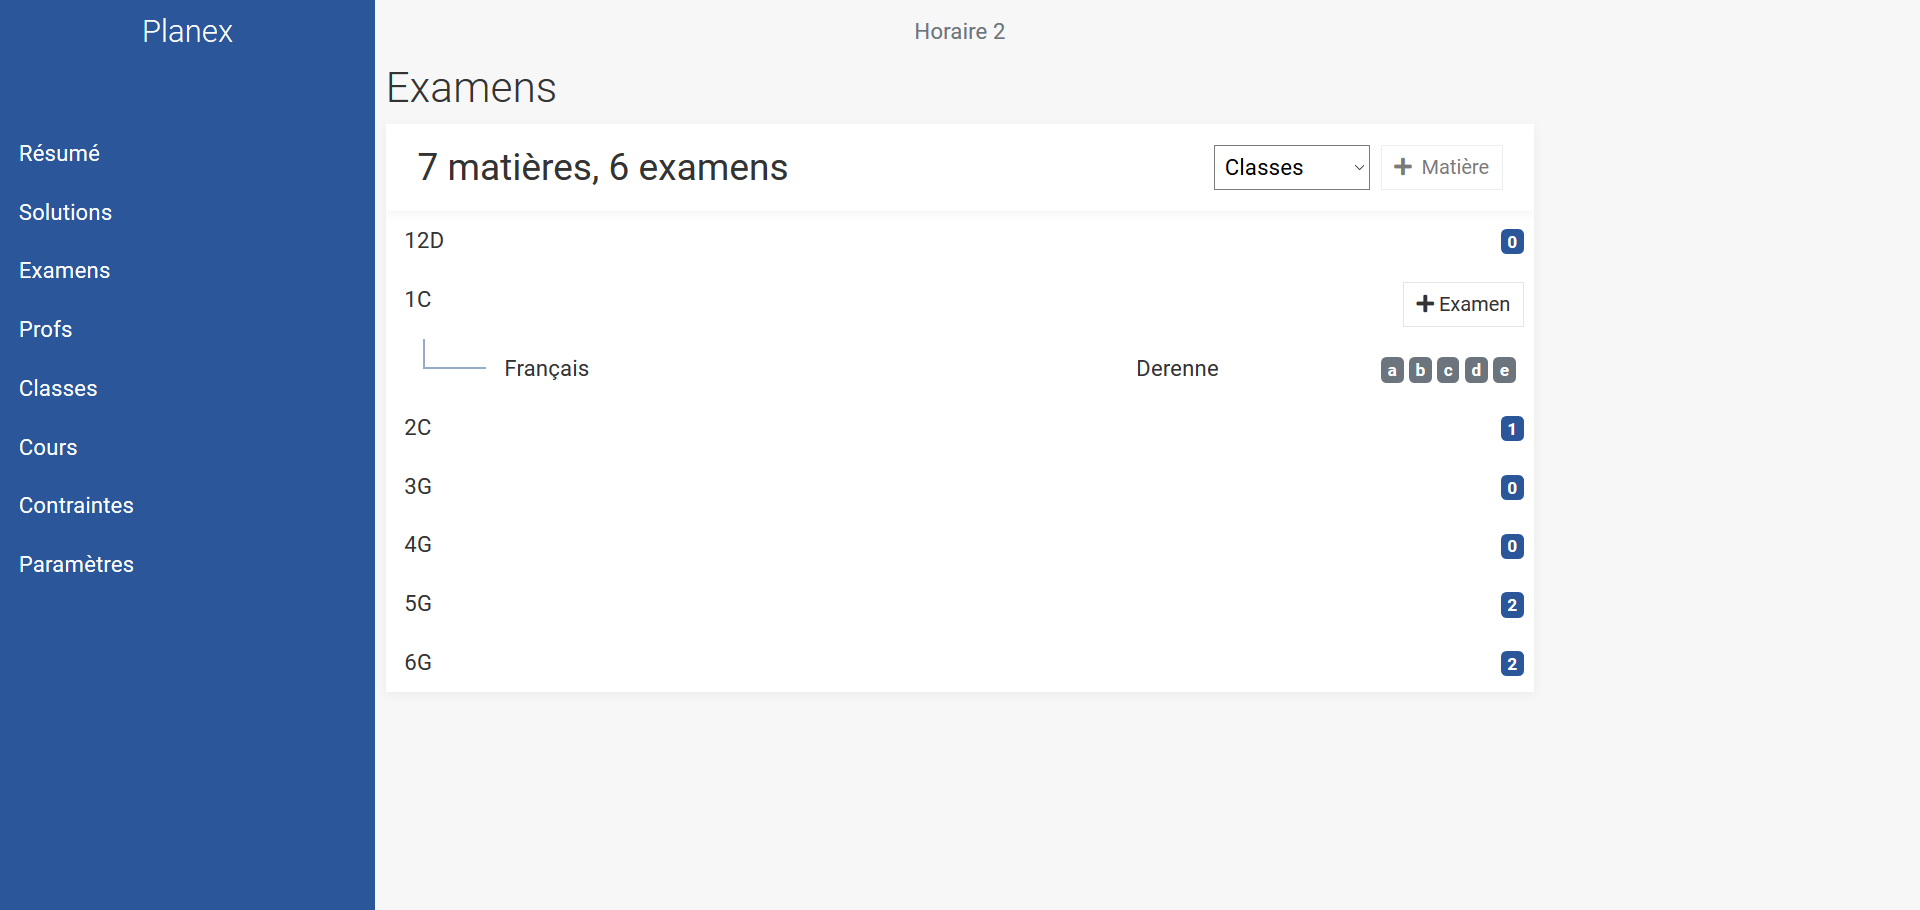 Planex
Horaire 2
Résumé
Solutions
Examens
Profs
Classes
Cours
Contraintes
Paramètres
Examens
7 matières, 6 examens
Classes
Matière
12D 0
1C Examen
Français Derenne a b c d e
2C 1
3G 0
4G 0
5G 2
6G 2